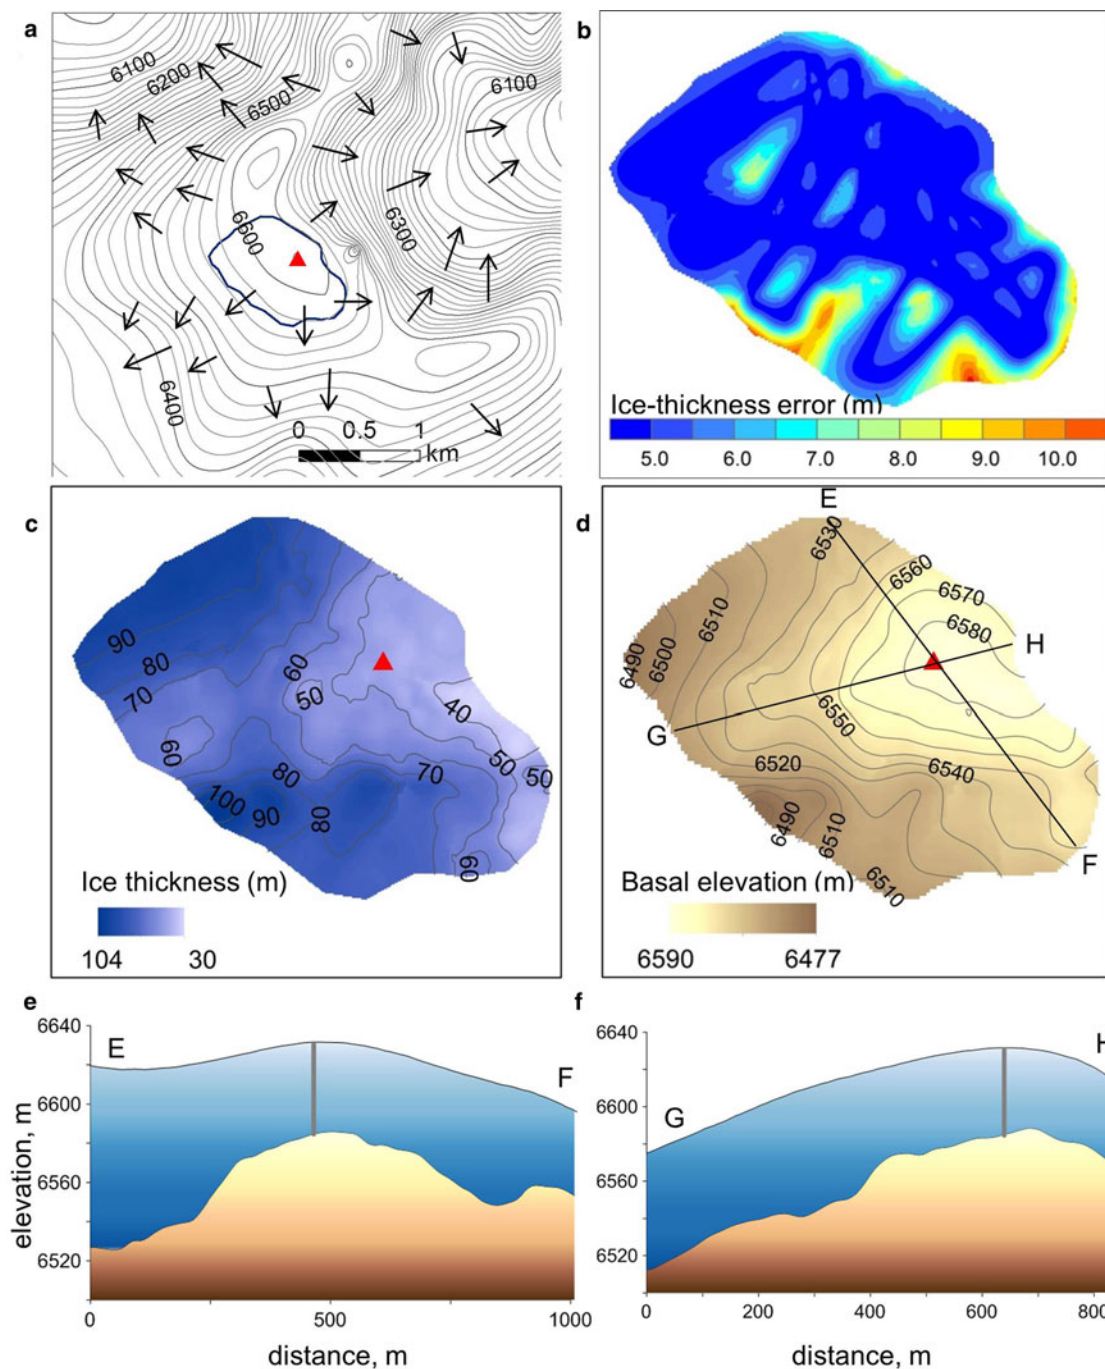 a
6100
6200
6500
6100
6600
6300
6400
0 0.5 1
km
b
Ice-thickness error (m)
5.0 6.0 7.0 8.0 9.0 10.0
c
90
80
70
60
50
40
60
80
70
50
50
100
90
80
60
Ice thickness (m)
104 30
d
E
6530
6560
6570
6580
H
6510
6500
6490
G
6550
6520
6540
6490
6510
6510
F
Basal elevation (m)
6590 6477
e
6640
6600
6560
6520
elevation, m
E
F
0 500 1000
distance, m
f
6640
6600
6560
6520
G
H
0 200 400 600 800
distance, m